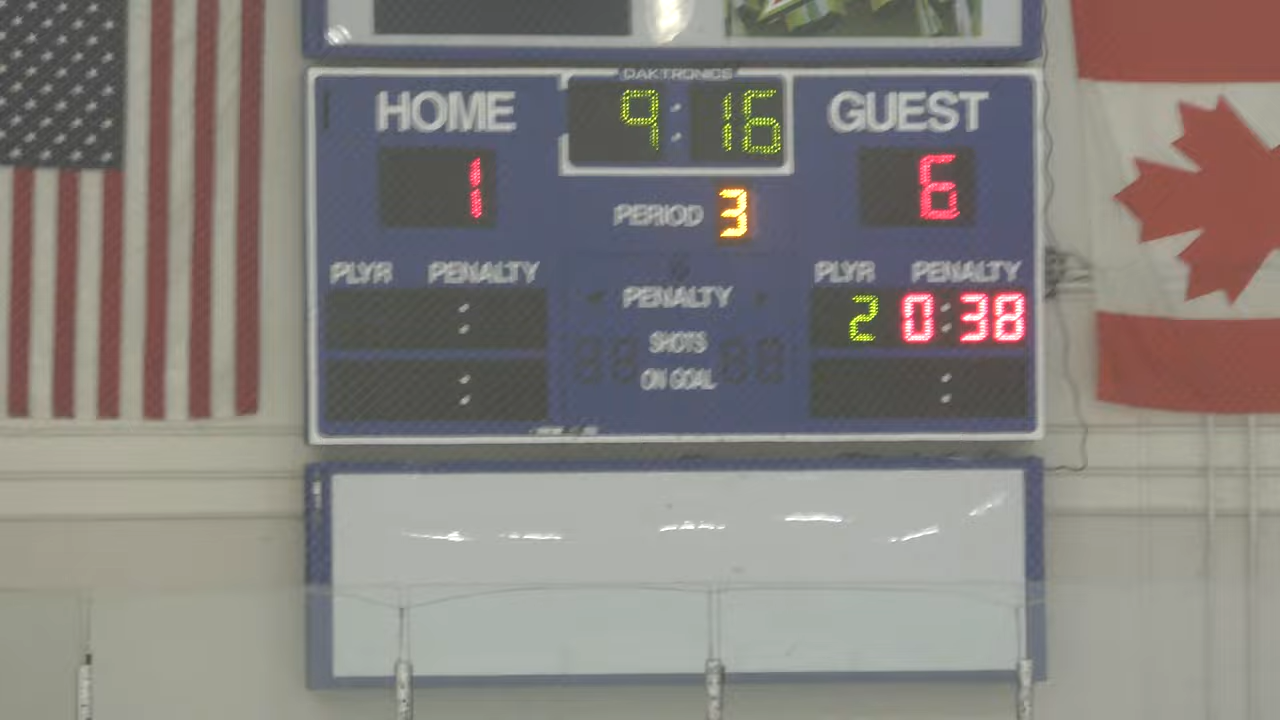 DAKTRONICS
HOME 9:16 GUEST
1 6
PERIOD 3
PLYR PENALTY PLYR PENALTY
: PENALTY 2 0:38
SHOTS
: ON GOAL :